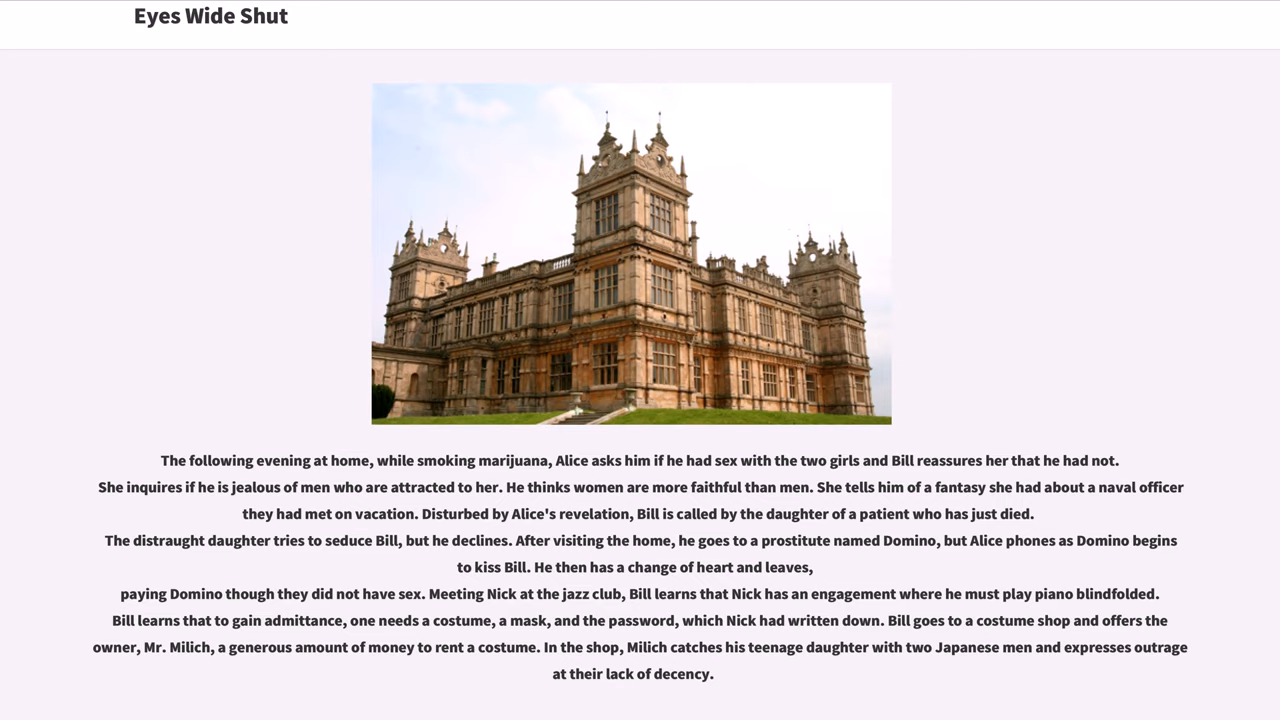 Eyes Wide Shut
The following evening at home, while smoking marijuana, Alice asks him if he had sex with the two girls and Bill reassures her that he had not.
She inquires if he is jealous of men who are attracted to her. He thinks women are more faithful than men. She tells him of a fantasy she had about a naval officer
they had met on vacation. Disturbed by Alice's revelation, Bill is called by the daughter of a patient who has just died.
The distraught daughter tries to seduce Bill, but he declines. After visiting the home, he goes to a prostitute named Domino, but Alice phones as Domino begins
to kiss Bill. He then has a change of heart and leaves,
paying Domino though they did not have sex. Meeting Nick at the jazz club, Bill learns that Nick has an engagement where he must play piano blindfolded.
Bill learns that to gain admittance, one needs a costume, a mask, and the password, which Nick had written down. Bill goes to a costume shop and offers the
owner, Mr. Milich, a generous amount of money to rent a costume. In the shop, Milich catches his teenage daughter with two Japanese men and expresses outrage
at their lack of decency.